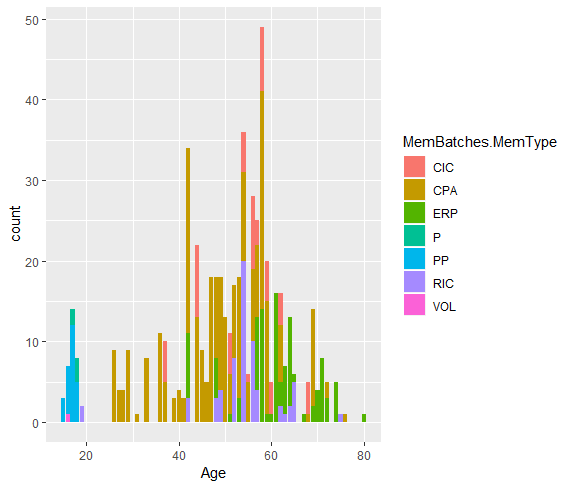 50
40
30
20
10
0
count
20
40
60
80
Age
MemBatches.MemType
CIC
CPA
ERP
P
PP
RIC
VOL